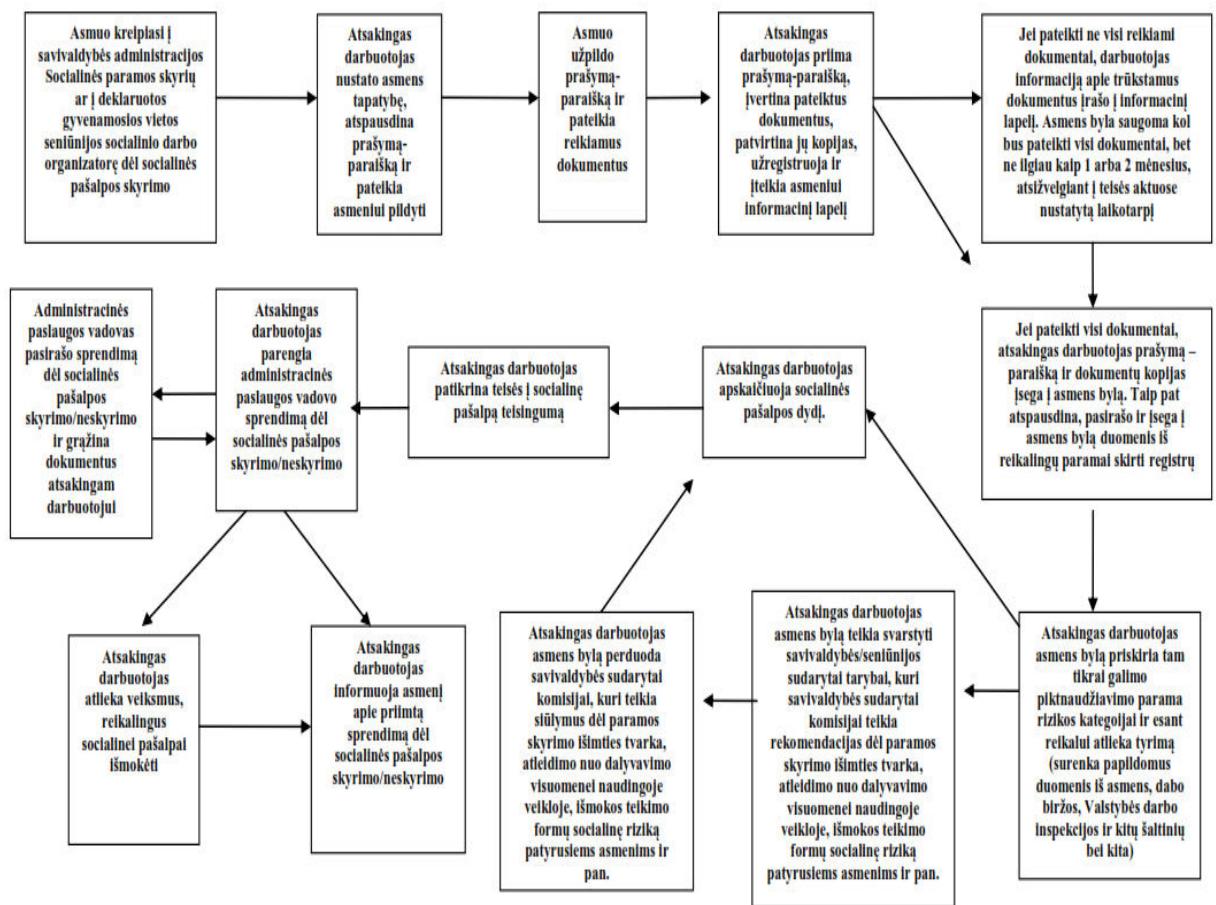 Asmuo kreipiasi į
savivaldybės administracijos
Socialinės paramos skyrių
ar į deklaruotos
gyvenamosios vietos
seniūnijos socialinio darbo
organizatorę dėl socialinės
pašalpos skyrimo
Atsakingas
darbuotojas
nustato asmens
tapatybę,
atspausdina
prašymą-
paraišką ir
pateikia
asmeniui pildyti
Asmuo
užpildo
prašymą-
paraišką ir
pateikia
reikiamus
dokumentus
Atsakingas
darbuotojas priima
prašymą-paraišką,
įvertina pateiktus
dokumentus,
patvirtina jų kopijas,
užregistruoja ir
įteikia asmeniui
informacinį lapelį
Jei pateikti ne visi reikiami
dokumentai, darbuotojas
informaciją apie trūkstamus
dokumentus įrašo į informacinį
lapelį. Asmens byla saugoma kol
bus pateikti visi dokumentai, bet
ne ilgiau kaip 1 arba 2 mėnesius,
atsižvelgiant į teisės aktuose
nustatytą laikotarpį
Jei pateikti visi dokumentai,
atsakingas darbuotojas prašymą –
paraišką ir dokumentų kopijas
įsega į asmens bylą. Taip pat
atspausdina, pasirašo ir įsega į
asmens bylą duomenis iš
reikalingų paramai skirti registrų
Atsakingas darbuotojas
apskaičiuoja socialinės
pašalpos dydį.
Atsakingas darbuotojas
patikrina teisės į socialinę
pašalpą teisingumą
Atsakingas
darbuotojas
parengia
administracinės
paslaugos vadovo
sprendimą dėl
socialinės pašalpos
skyrimo/neskyrimo
Administracinės
paslaugos vadovas
pasirašo sprendimą
dėl socialinės
pašalpos
skyrimo/neskyrimo
ir grąžina
dokumentus
atsakingam
darbuotojui
Atsakingas
darbuotojas
atlieka veiksmus,
reikalingus
socialinei pašalpai
išmokėti
Atsakingas
darbuotojas
informuoja asmenį
apie priimtą
sprendimą dėl
socialinės pašalpos
skyrimo/neskyrimo
Atsakingas darbuotojas
asmens bylą perduoda
savivaldybės sudarytai
komisijai, kuri teikia
siūlymus dėl paramos
skyrimo išimties tvarka,
atleidimo nuo dalyvavimo
visuomenei naudingoje
veikloje, išmokos teikimo
formų socialinę riziką
patyrusiems asmenims ir
pan.
Atsakingas darbuotojas
asmens bylą teikia svarstyti
savivaldybės/seniūnijos
sudarytai tarybai, kuri
savivaldybės sudarytai
komisijai teikia
rekomendacijas dėl paramos
skyrimo išimties tvarka,
atleidimo nuo dalyvavimo
visuomenei naudingoje
veikloje, išmokos teikimo
formų socialinę riziką
patyrusiems asmenims ir pan.
Atsakingas darbuotojas
asmens bylą priskiria tam
tikrai galimo
piktnaudžiavimo parama
rizikos kategoijai ir esant
reikalui atlieka tyrimą
(surenka papildomus
duomenis iš asmens, dabo
biržos, Valstybės darbo
inspekcijos ir kitų šaltinių
bei kita)